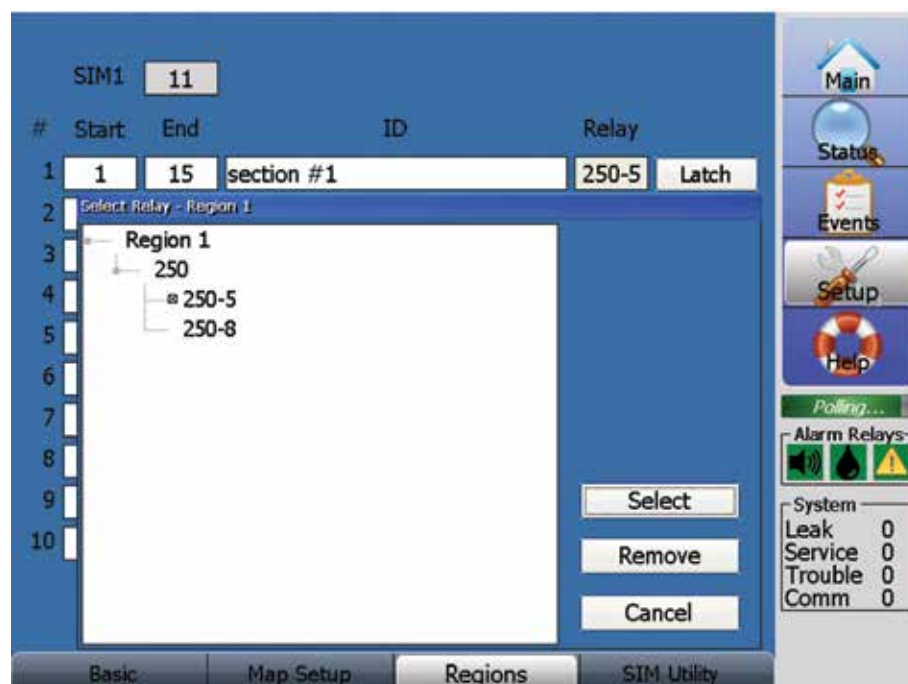 SIM1 11
# Start End ID Relay
1 1 15 section #1 250-5 Latch
2 Select Relay - Region 1
3 Region 1
250
4 250-5
5 250-8
6
7
8
9 Select
10 Remove
Cancel
Basic Map Setup Regions SIM Utility
Main
Status
Events
Setup
Help
Polling...
Alarm Relays
System
Leak 0
Service 0
Trouble 0
Comm 0